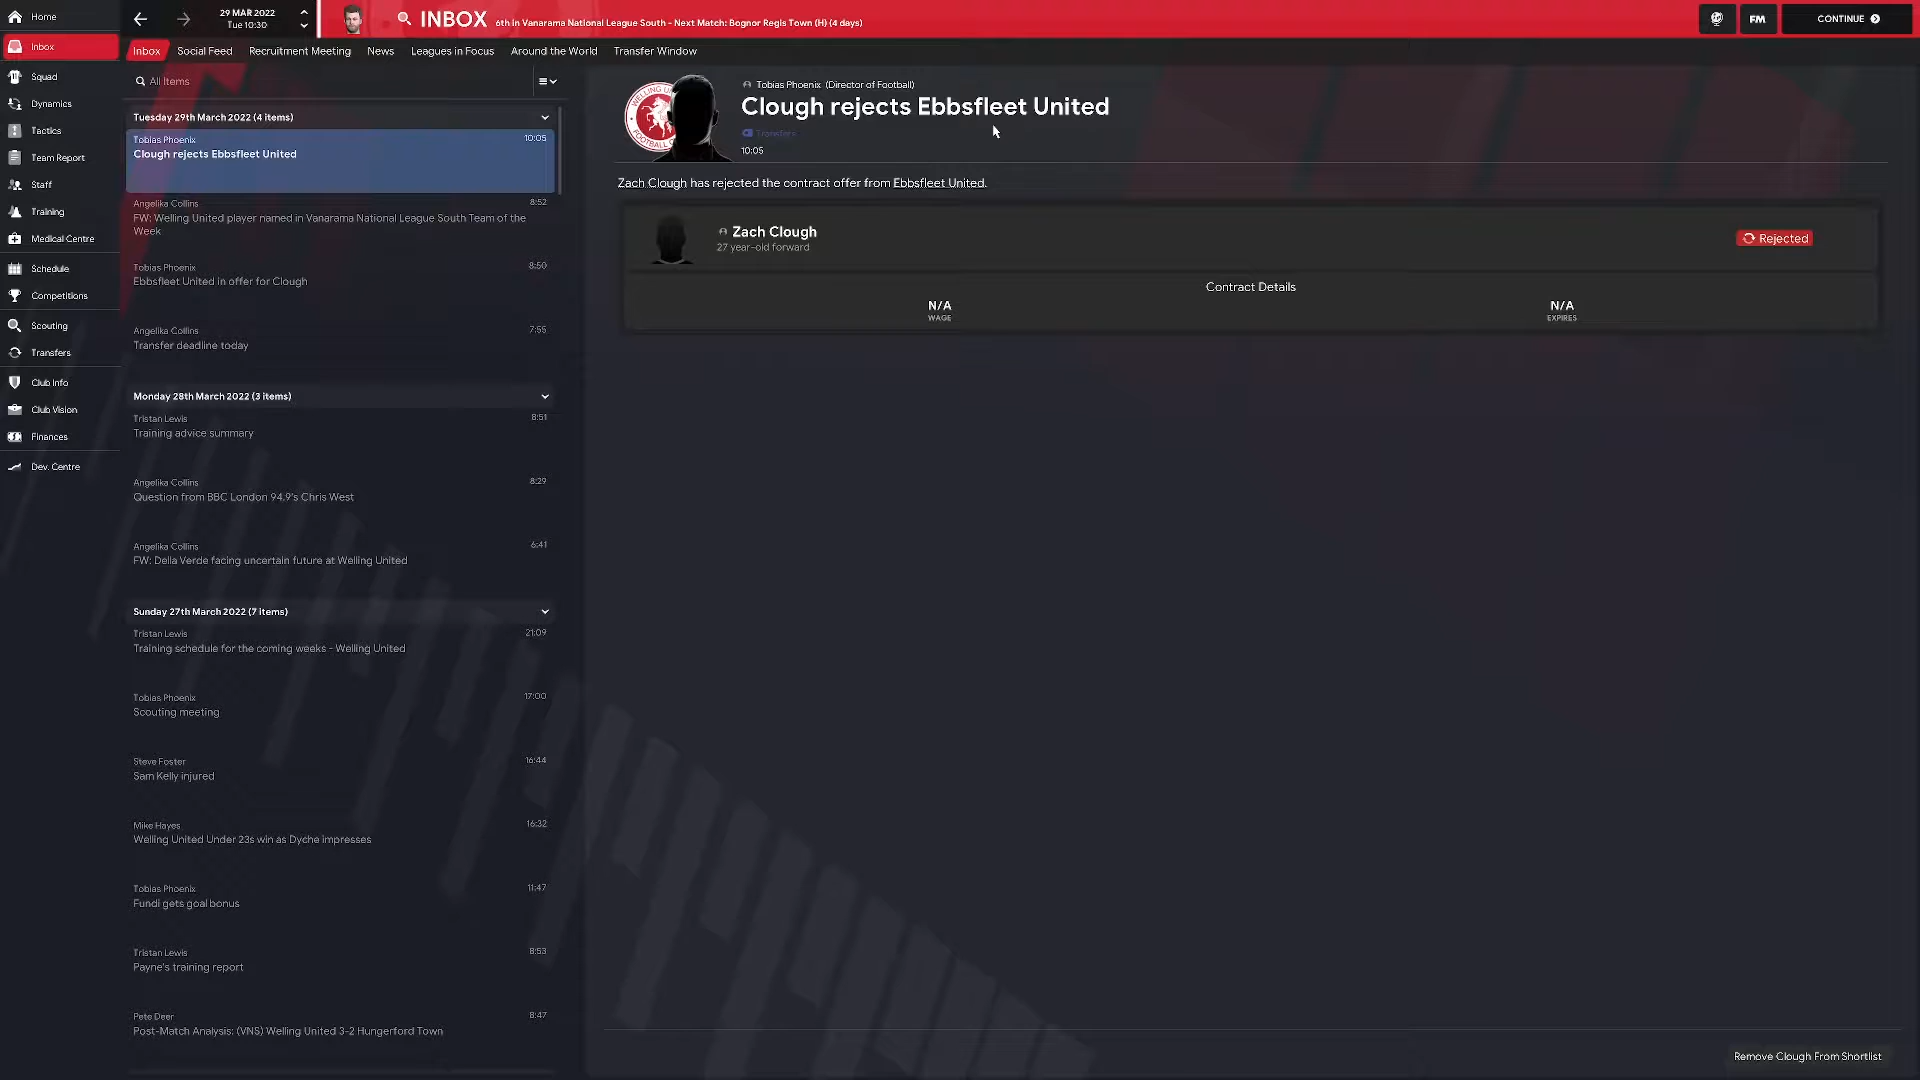 Home
Inbox
Squad
Dynamics
Tactics
Team Report
Staff
Training
Medical Centre
Schedule
Competitions
Scouting
Transfers
Club Info
Club Vision
Finances
Dev. Centre
29 MAR 2022
Tue 10:30
INBOX
6th in Vanarama National League South - Next Match: Bognor Regis Town (H) (4 days)
FM
CONTINUE
Inbox
Social Feed
Recruitment Meeting
News
Leagues in Focus
Around the World
Transfer Window
All Items
Tuesday 29th March 2022 (4 items)
Tobias Phoenix
10:05
Clough rejects Ebbsfleet United
Angelika Collins
8:52
FW: Welling United player named in Vanarama National League South Team of the
Week
Tobias Phoenix
8:50
Ebbsfleet United in offer for Clough
Angelika Collins
7:55
Transfer deadline today
Monday 28th March 2022 (3 items)
Tristan Lewis
8:51
Training advice summary
Angelika Collins
8:29
Question from BBC London 94.9's Chris West
Angelika Collins
6:41
FW: Della Verde facing uncertain future at Welling United
Sunday 27th March 2022 (7 items)
Tristan Lewis
21:09
Training schedule for the coming weeks - Welling United
Tobias Phoenix
17:00
Scouting meeting
Steve Foster
16:44
Sam Kelly injured
Mike Hayes
16:32
Welling United Under 23s win as Dyche impresses
Tobias Phoenix
11:47
Fundi gets goal bonus
Tristan Lewis
8:53
Payne's training report
Pete Deer
8:47
Post-Match Analysis: (VNS) Welling United 3-2 Hungerford Town
Tobias Phoenix (Director of Football)
Clough rejects Ebbsfleet United
Transfers
10:05
Zach Clough has rejected the contract offer from Ebbsfleet United.
Zach Clough
27 year-old forward
Rejected
Contract Details
N/A
WAGE
N/A
EXPIRES
Remove Clough From Shortlist